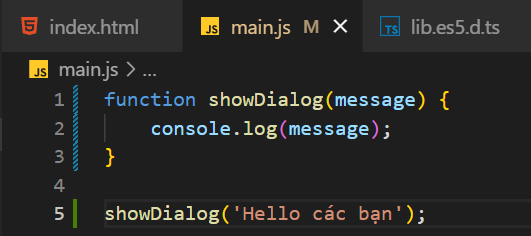 index.html main.js M lib.es5.d.ts
JS main.js > ...
1 function showDialog(message) {
2 console.log(message);
3 }
4
5 showDialog('Hello các bạn');